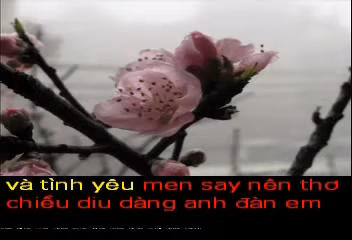 và tình yêu men say nên thơ
chiều dịu dàng anh đàn em